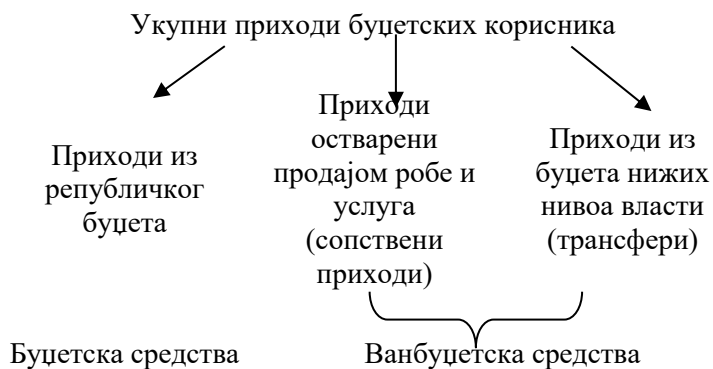 Укупни приходи буџетских корисника
Приходи из
републичког
буџета
Приходи
остварени
продајом робе и
услуга
(сопствени
приходи)
Приходи из
буџета нижих
нивоа власти
(трансфери)
Буџетска средства
Ванбуџетска средства